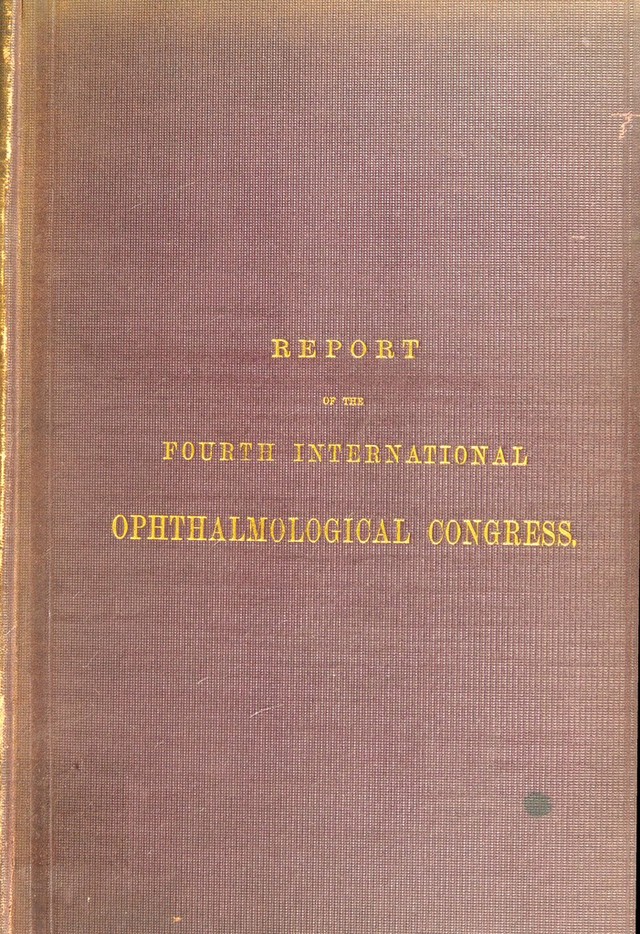 REPORT
OF THE
FOURTH INTERNATIONAL
OPHTHALMOLOGICAL CONGRESS.